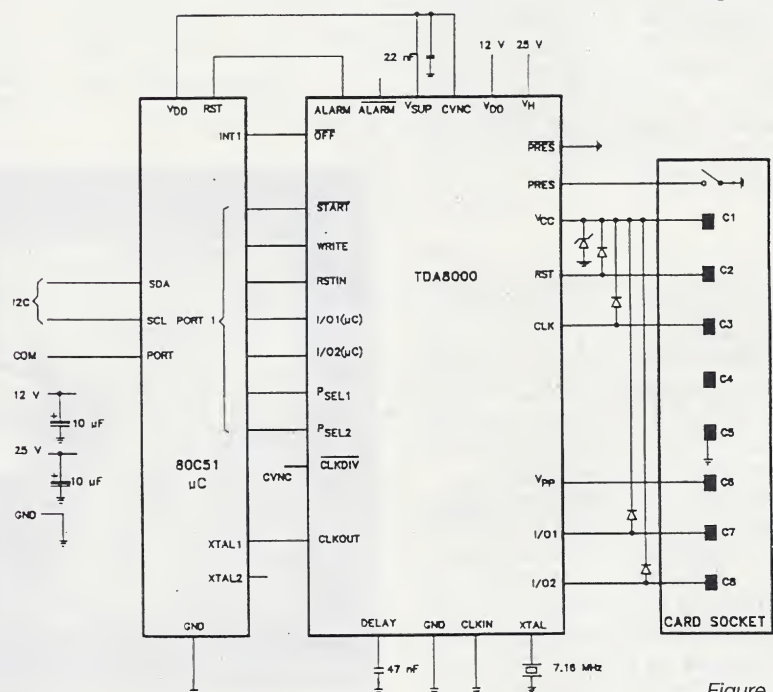 22 nF
12 V
25 V
VDD
RST
ALARM
ALARM
VSUP
CVNC
VDD
VH
INT1
OFF
PRES
PRES
START
VCC
C1
WRITE
TDA8000
RSTIN
RST
C2
I2C
SDA
SCL
PORT 1
I/O1(µC)
CLK
C3
COM
PORT
I/O2(µC)
12 V
10 µF
PSEL1
C4
25 V
10 µF
PSEL2
C5
80C51
µC
CVNC
CLKDIV
VPP
C6
GND
XTAL1
CLKOUT
I/O1
C7
XTAL2
I/O2
C8
GND
DELAY
GND
CLKIN
XTAL
CARD SOCKET
47 nF
7.16 MHz
Figure